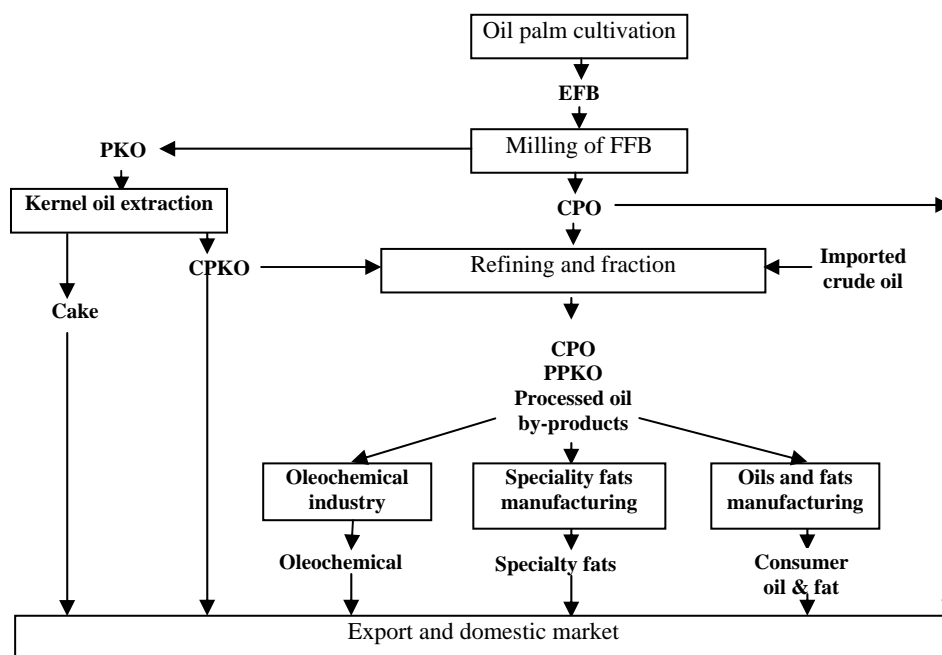 Oil palm cultivation
EFB
Milling of FFB
PKO
Kernel oil extraction
CPO
CPKO
Refining and fraction
Imported
crude oil
Cake
CPO
PPKO
Processed oil
by-products
Oleochemical
industry
Speciality fats
manufacturing
Oils and fats
manufacturing
Oleochemical
Specialty fats
Consumer
oil & fat
Export and domestic market